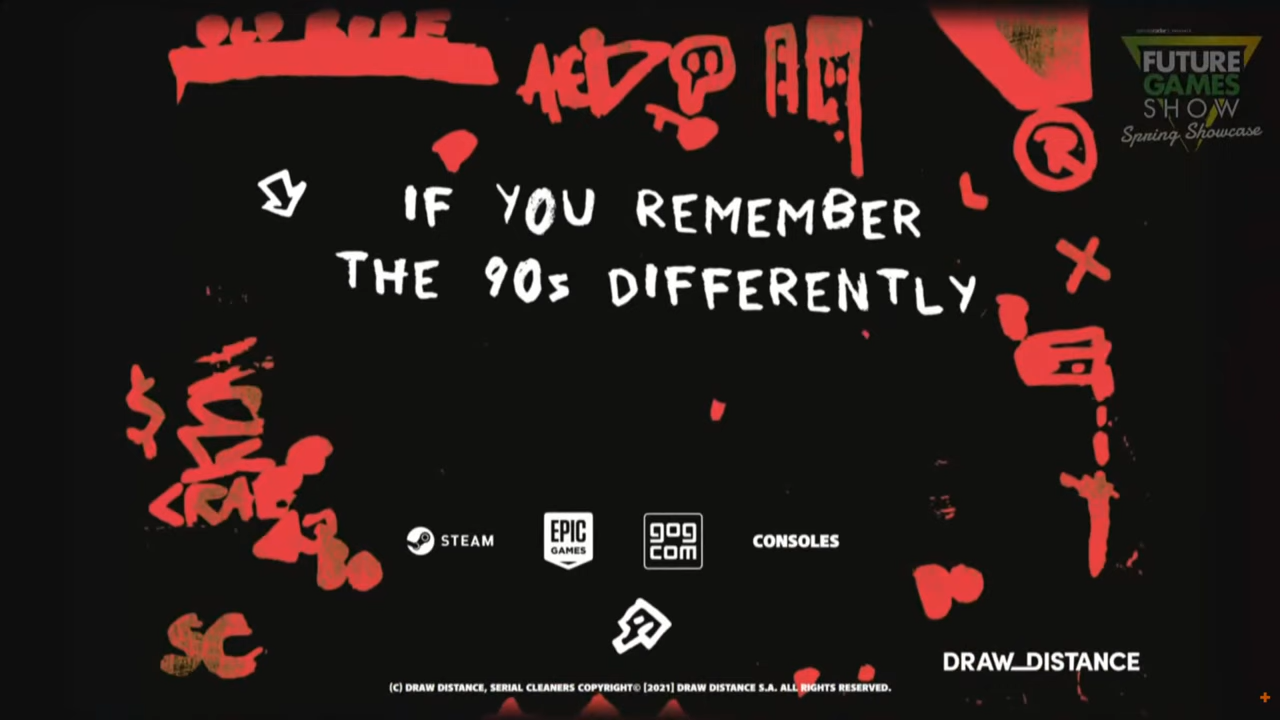 FUTURE
GAMES
SHOW
Spring Showcase
IF YOU REMEMBER
THE 90s DIFFERENTLY
STEAM
EPIC
GAMES
gog
com
CONSOLES
SC
DRAW_DISTANCE
(C) DRAW DISTANCE, SERIAL CLEANERS COPYRIGHT© [2021] DRAW DISTANCE S.A. ALL RIGHTS RESERVED.